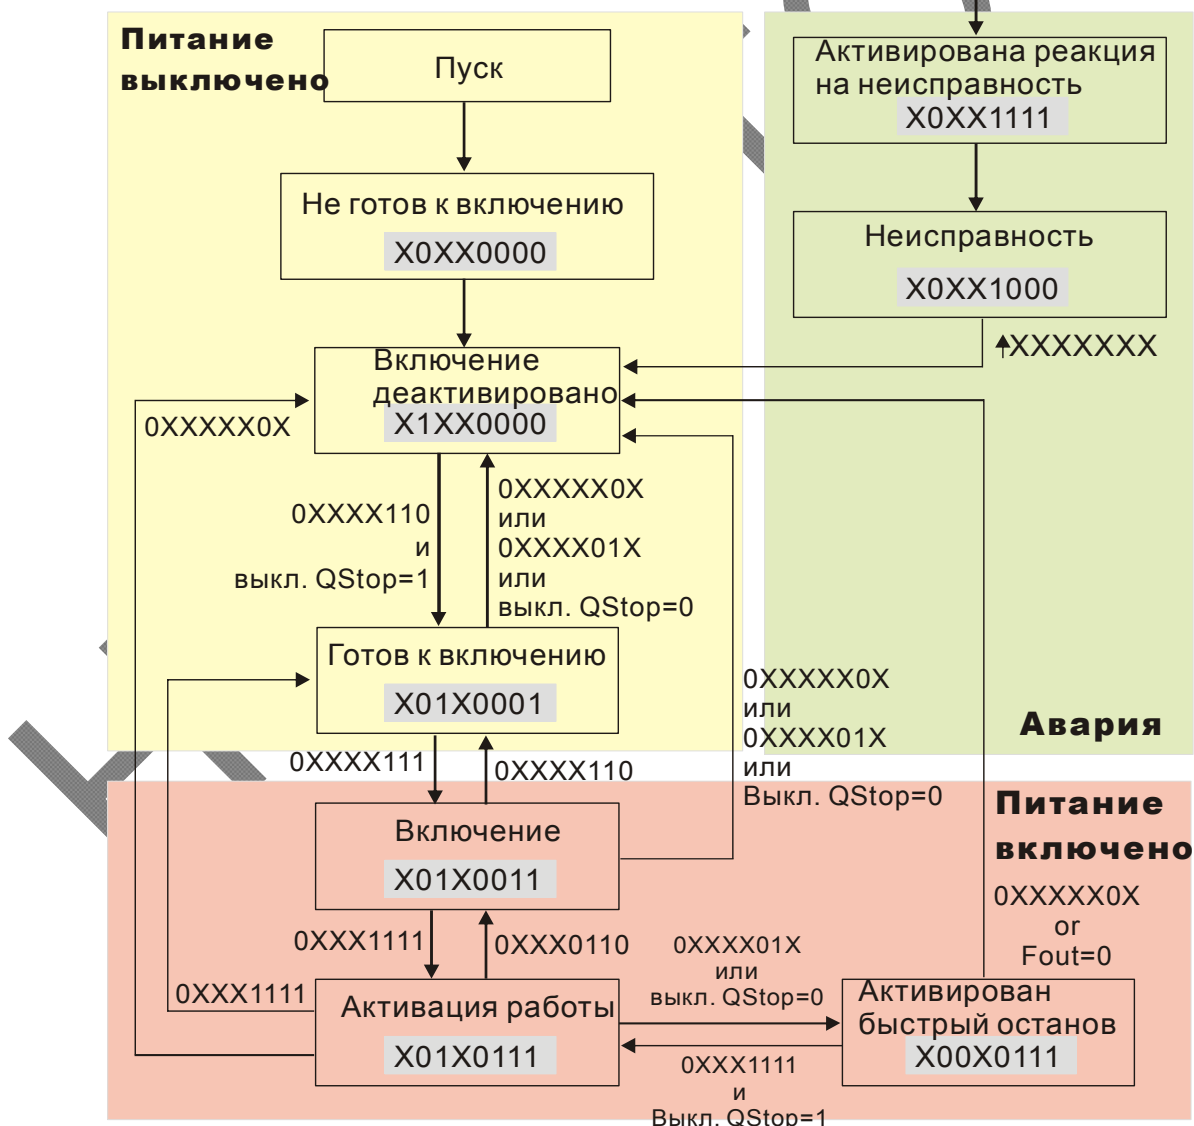 Питание
выключено
Пуск
Не готов к включению
X0XX0000
Включение
деактивировано
X1XX0000
0XXXXX0X
0XXXX110
и
выкл. QStop=1
0XXXXX0X
или
0XXXX01X
или
выкл. QStop=0
Готов к включению
X01X0001
Активирована реакция
на неисправность
X0XX1111
Неисправность
X0XX1000
XXXXXXX
Авария
0XXXXX0X
или
0XXXX01X
или
Выкл. QStop=0
0XXXX111
0XXXX110
Питание
включено
Включение
X01X0011
0XXX1111
0XXX0110
0XXX1111
Активация работы
X01X0111
0XXXX01X
или
выкл. QStop=0
0XXXXX0X
or
Fout=0
Активирован
быстрый останов
X00X0111
0XXX1111
и
Выкл. QStop=1